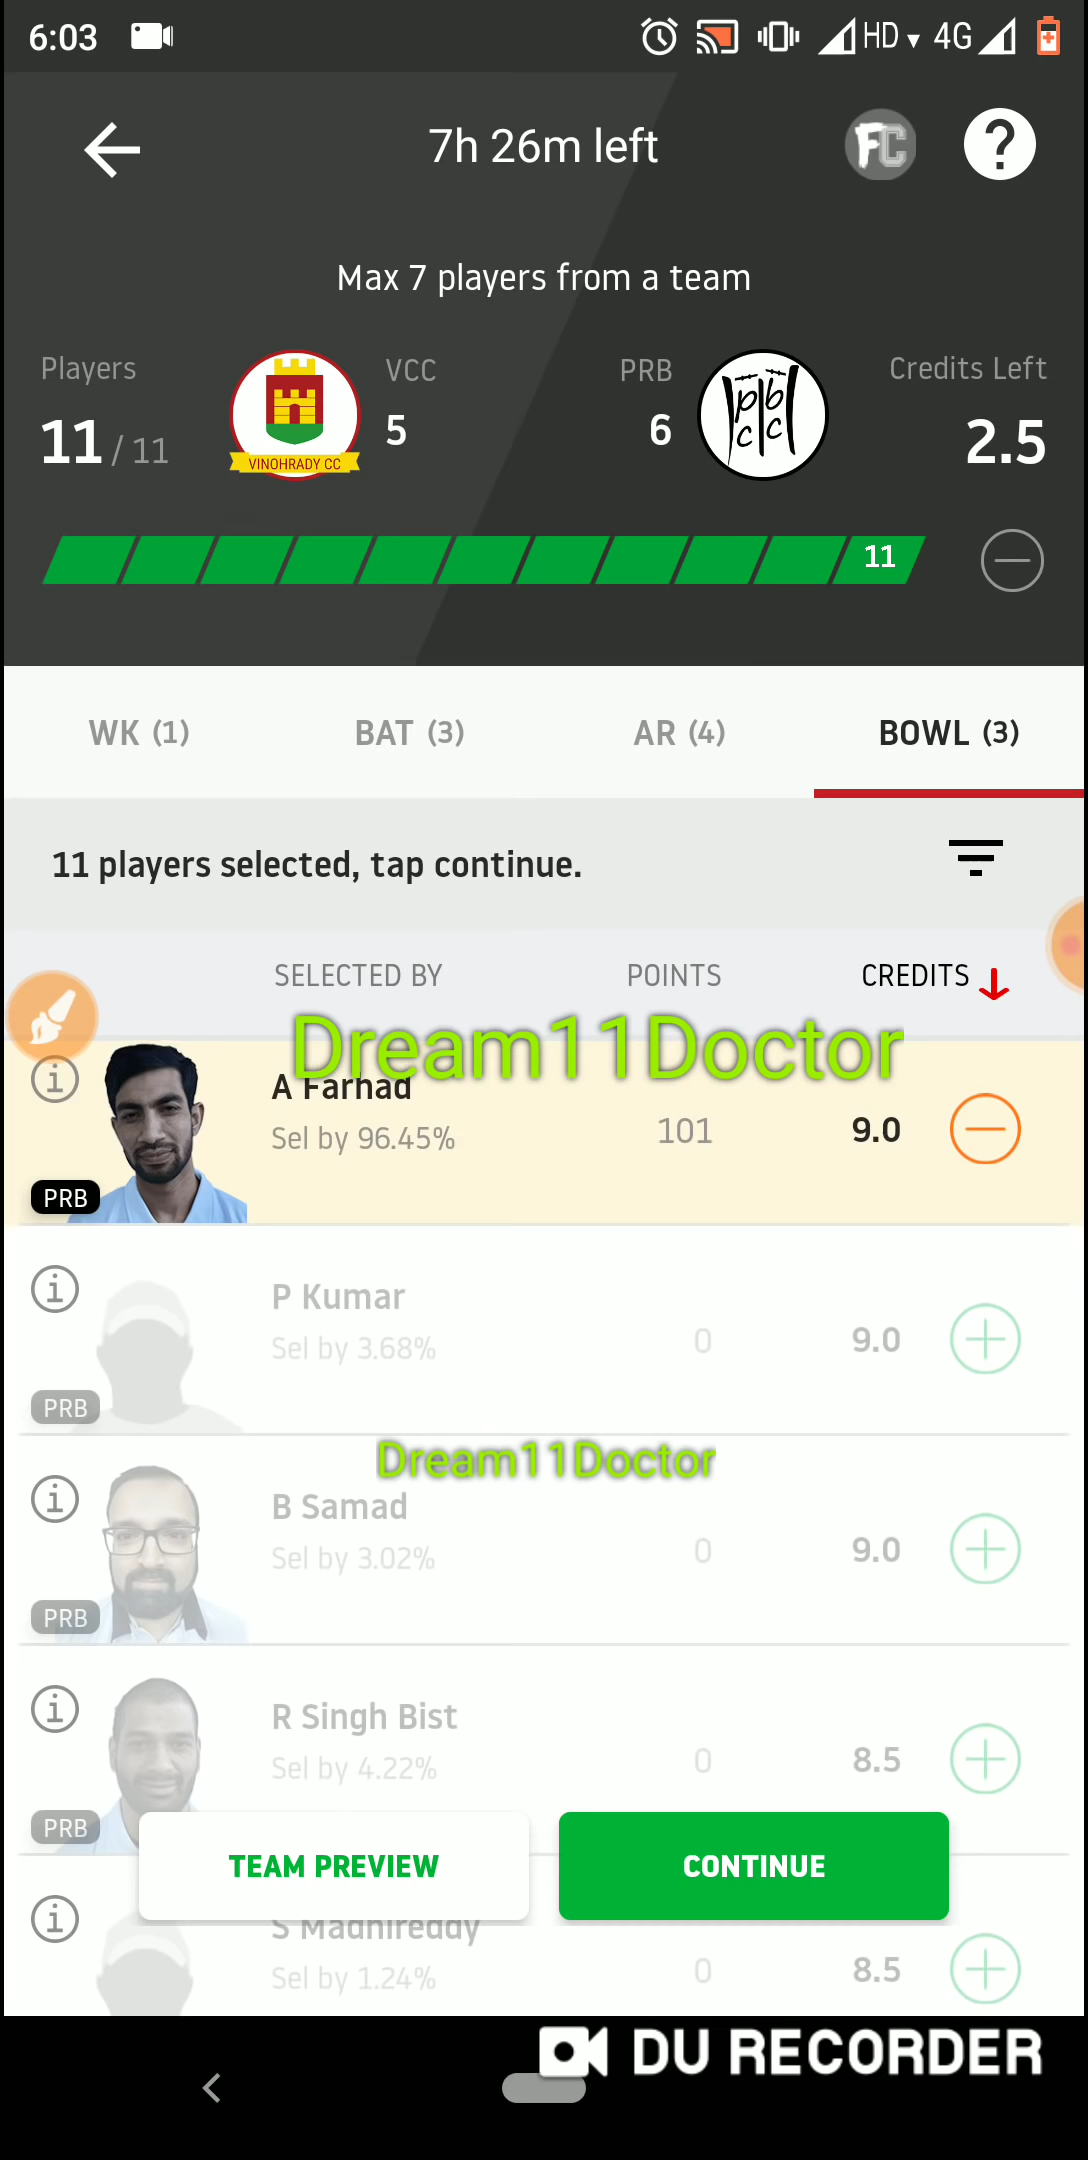 6:03
HD 4G
7h 26m left
FC
?
Max 7 players from a team
Players
VCC
PRB
Credits Left
11 / 11
VINOHRADY CC
5
6
pb
cc
2.5
11
WK (1)
BAT (3)
AR (4)
BOWL (3)
11 players selected, tap continue.
SELECTED BY
POINTS
CREDITS
Dream11Doctor
A Farhad
Sel by 96.45%
101
9.0
PRB
P Kumar
Sel by 3.68%
0
9.0
PRB
Dream11Doctor
B Samad
Sel by 3.02%
0
9.0
PRB
R Singh Bist
Sel by 4.22%
0
8.5
PRB
TEAM PREVIEW
CONTINUE
S Madhireddy
Sel by 1.24%
0
8.5
DU RECORDER